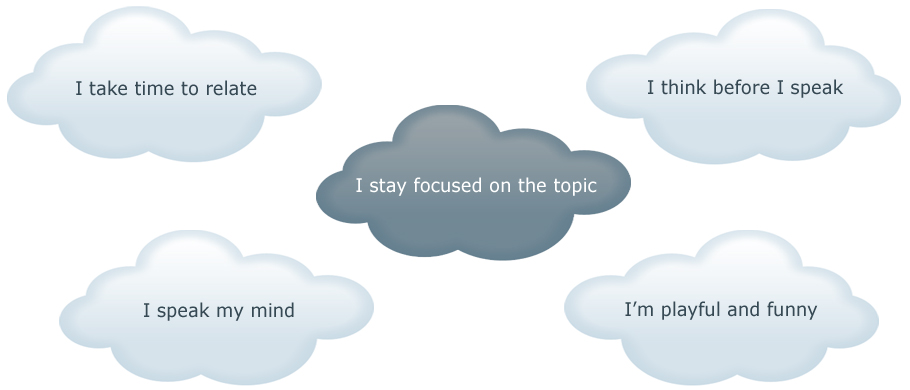 I take time to relate
I think before I speak
I stay focused on the topic
I speak my mind
I’m playful and funny